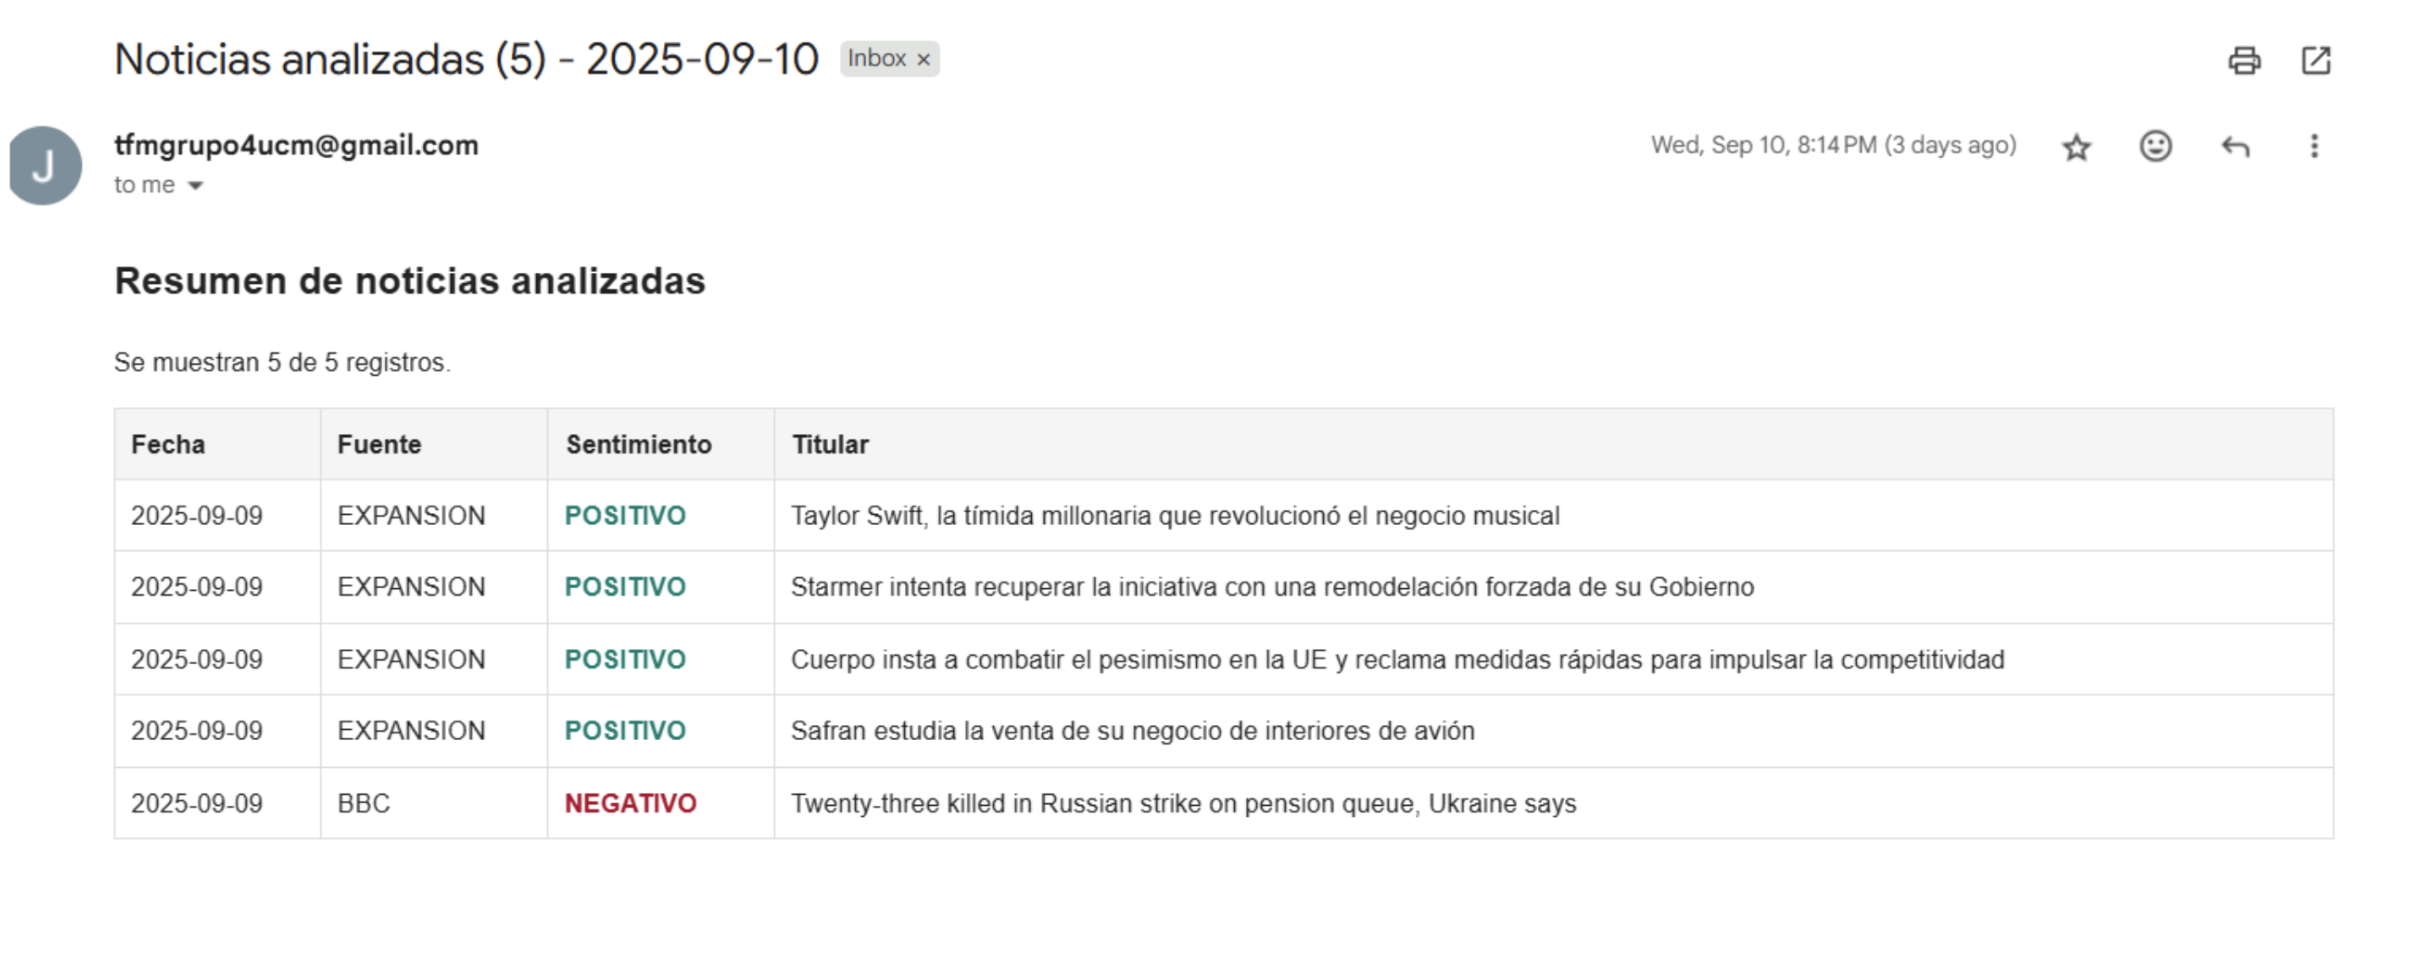 Noticias analizadas (5) - 2025-09-10 Inbox ×
J
tfmgrupo4ucm@gmail.com Wed, Sep 10, 8:14 PM (3 days ago)
to me
Resumen de noticias analizadas
Se muestran 5 de 5 registros.
Fecha Fuente Sentimiento Titular
2025-09-09 EXPANSION POSITIVO Taylor Swift, la tímida millonaria que revolucionó el negocio musical
2025-09-09 EXPANSION POSITIVO Starmer intenta recuperar la iniciativa con una remodelación forzada de su Gobierno
2025-09-09 EXPANSION POSITIVO Cuerpo insta a combatir el pesimismo en la UE y reclama medidas rápidas para impulsar la competitividad
2025-09-09 EXPANSION POSITIVO Safran estudia la venta de su negocio de interiores de avión
2025-09-09 BBC NEGATIVO Twenty-three killed in Russian strike on pension queue, Ukraine says